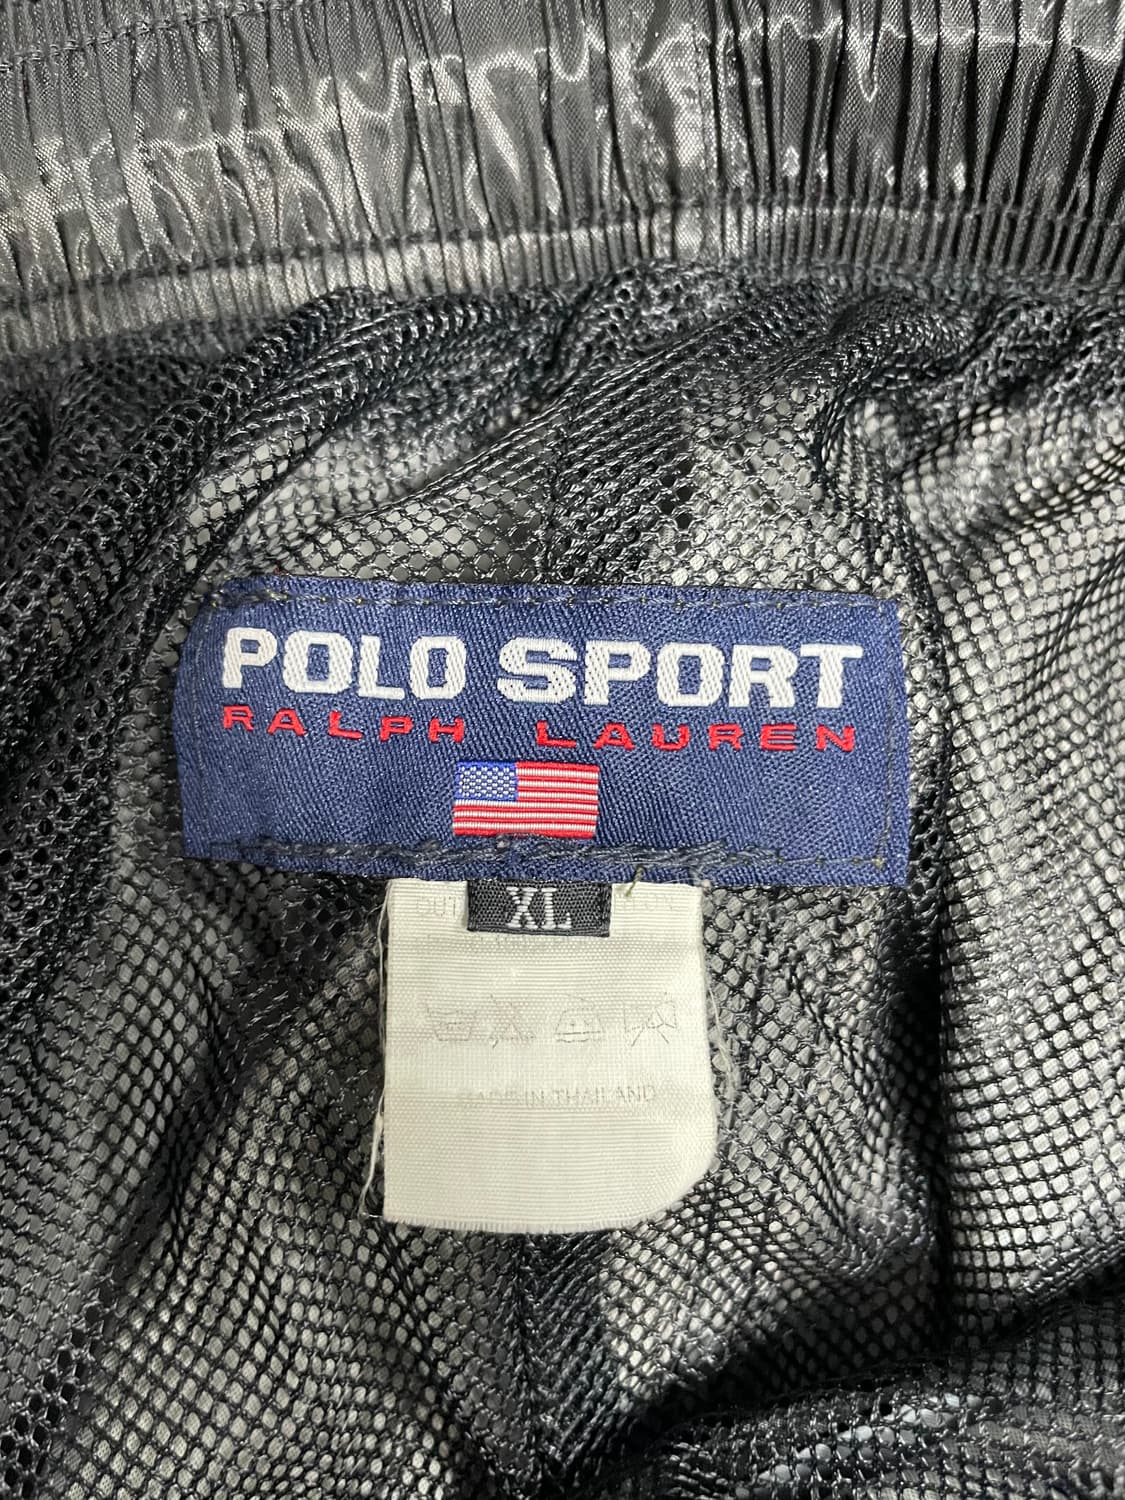 POLO SPORT
RALPH LAUREN
XL
MADE IN THAILAND